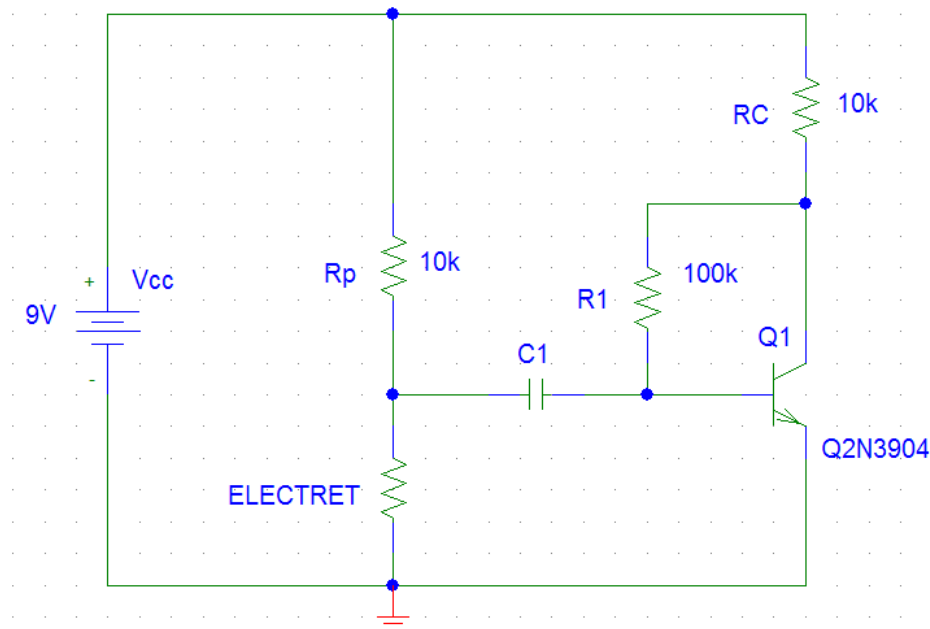 RC
10k
Rp
10k
+
Vcc
9V
-
R1
100k
C1
Q1
Q2N3904
ELECTRET